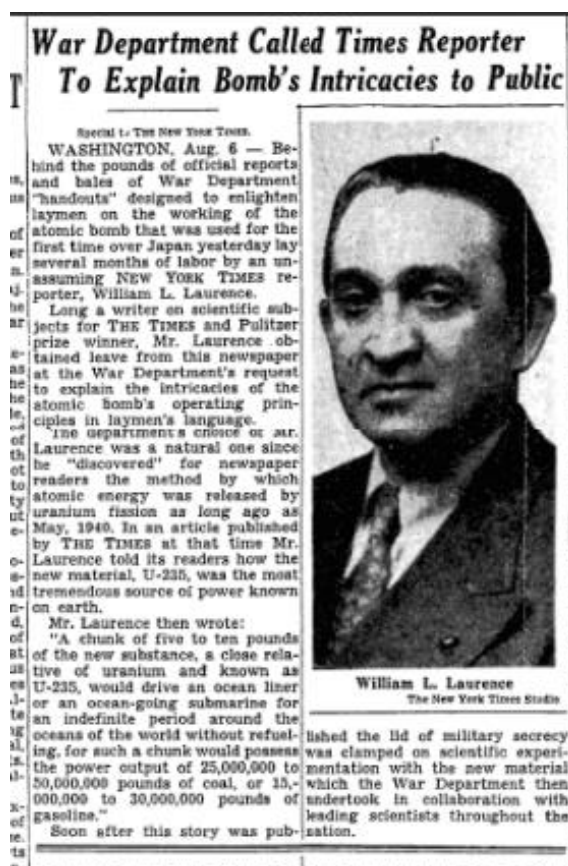 War Department Called Times Reporter
To Explain Bomb's Intricacies to Public
Special to THE NEW YORK TIMES.
WASHINGTON, Aug. 6 — Be-
hind the pounds of official reports
and bales of War Department
"handouts" designed to enlighten
laymen on the working of the
atomic bomb that was used for the
first time over Japan yesterday lay
several months of labor by an un-
assuming NEW YORK TIMES re-
porter, William L. Laurence.
Long a writer on scientific sub-
jects for THE TIMES and Pulitzer
prize winner, Mr. Laurence ob-
tained leave from this newspaper
at the War Department's request
to explain the intricacies of the
atomic bomb's operating prin-
ciples in laymen's language.
The department's choice of Mr.
Laurence was a natural one since
he "discovered" for newspaper
readers the method by which
atomic energy was released by
uranium fission as long ago as
May, 1940. In an article published
by THE TIMES at that time Mr.
Laurence told its readers how the
new material, U-235, was the most
tremendous source of power known
on earth.
Mr. Laurence then wrote:
"A chunk of five to ten pounds
of the new substance, a close rela-
tive of uranium and known as
U-235, would drive an ocean liner
or an ocean-going submarine for
an indefinite period around the
oceans of the world without refuel-
ing, for such a chunk would possess
the power output of 25,000,000 to
50,000,000 pounds of coal, or 15,-
000,000 to 30,000,000 pounds of
gasoline."
Soon after this story was pub-
William L. Laurence
The New York Times Studio
lished the lid of military secrecy
was clamped on scientific experi-
mentation with the new material
which the War Department then
undertook in collaboration with
leading scientists throughout the
nation.